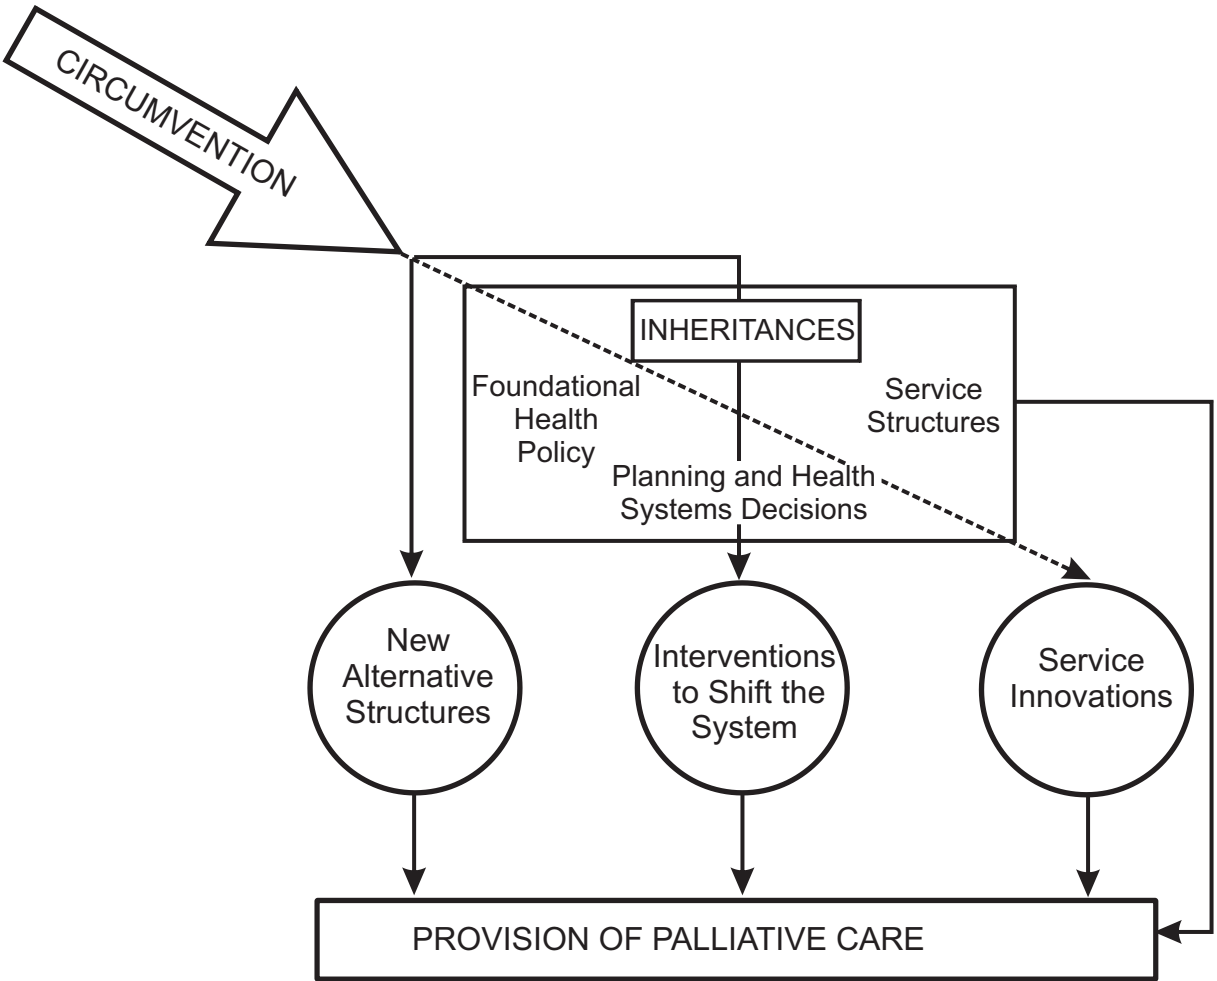 CIRCUMVENTION
INHERITANCES
Foundational
Health
Policy
Service
Structures
Planning and Health
Systems Decisions
New
Alternative
Structures
Interventions
to Shift the
System
Service
Innovations
PROVISION OF PALLIATIVE CARE